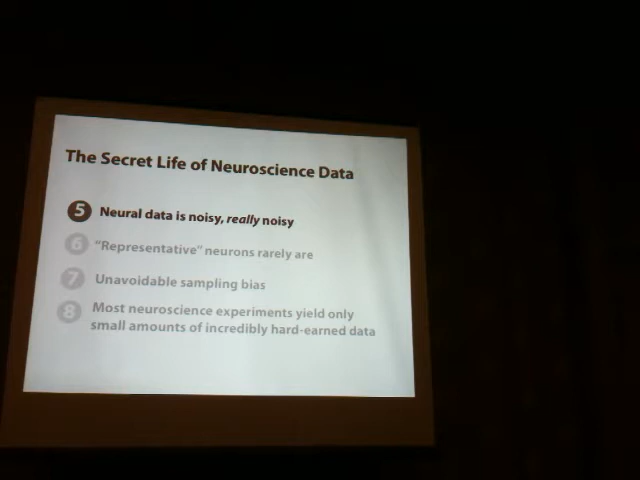 The Secret Life of Neuroscience Data
5 Neural data is noisy, really noisy
6 “Representative” neurons rarely are
7 Unavoidable sampling bias
8 Most neuroscience experiments yield only
small amounts of incredibly hard-earned data